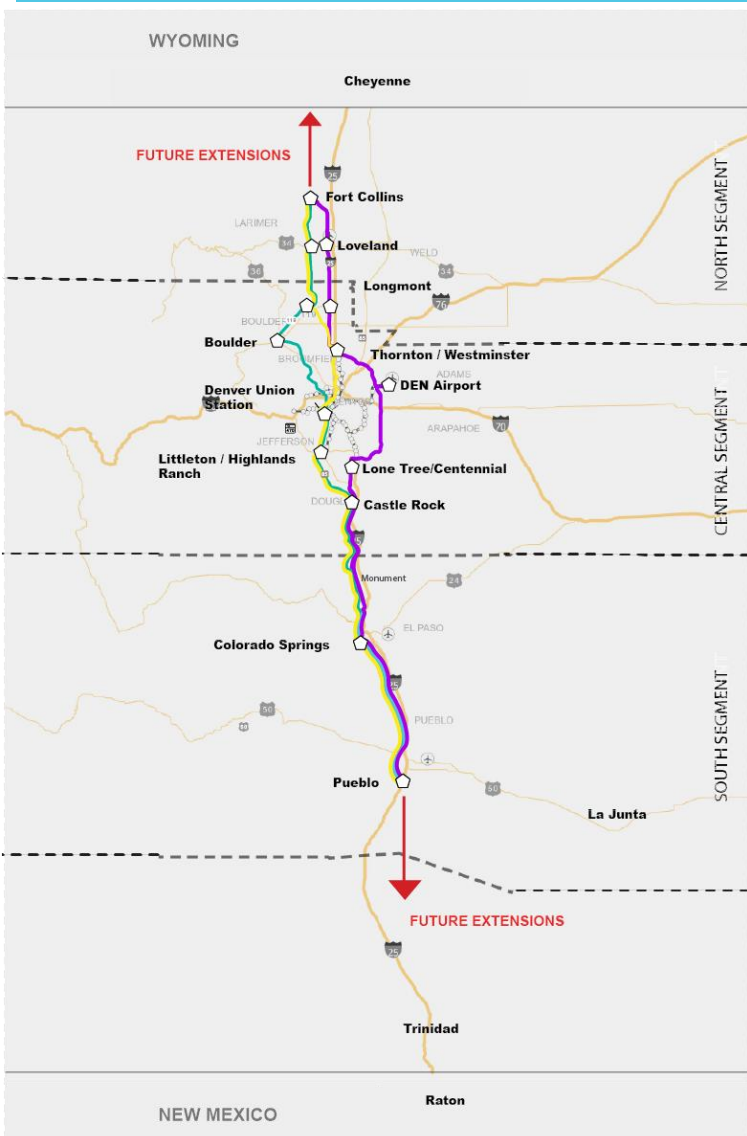 WYOMING
Cheyenne
FUTURE EXTENSIONS
25
Fort Collins
LARIMER
34
Loveland
WELD
36
34
NORTH SEGMENT
Longmont
76
BOULDER
Boulder
Thornton / Westminster
DEN Airport
ADAMS
Denver Union
Station
70
ARAPAHOE
JEFFERSON
Littleton / Highlands
Ranch
Lone Tree/Centennial
CENTRAL SEGMENT
Castle Rock
Monument
24
EL PASO
Colorado Springs
50
PUEBLO
SOUTH SEGMENT
Pueblo
50
La Junta
FUTURE EXTENSIONS
25
Trinidad
Raton
NEW MEXICO